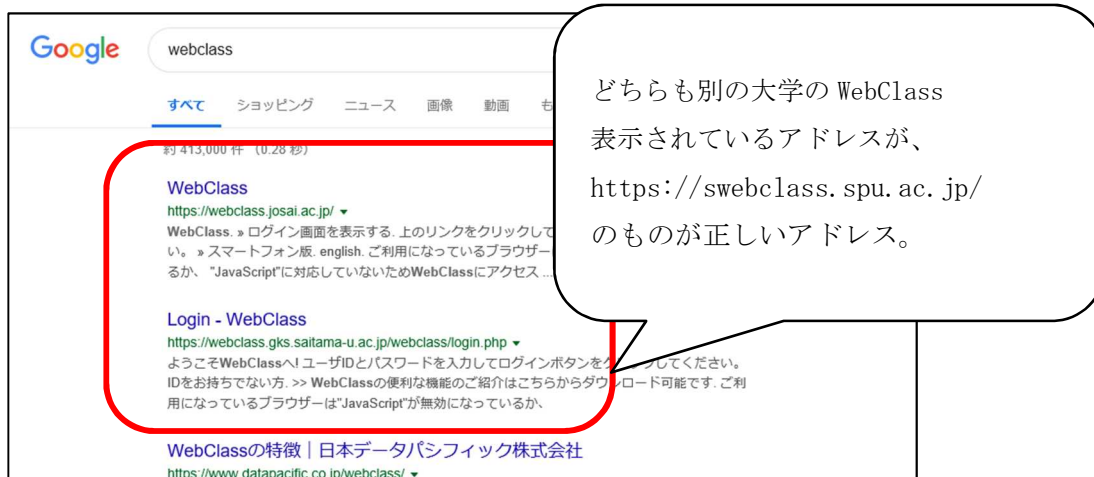 Google
webclass
すべて ショッピング ニュース 画像 動画 も
約 413,000 件 （0.28 秒）
WebClass
https://webclass.josai.ac.jp/ ▼
WebClass. » ログイン画面を表示する. 上のリンクをクリックして
い。 » スマートフォン版. english. ご利用になっているブラウザー
るか、 "JavaScript"に対応していないためWebClassにアクセス ...
Login - WebClass
https://webclass.gks.saitama-u.ac.jp/webclass/login.php ▼
ようこそWebClassへ! ユーザIDとパスワードを入力してログインボタンをクリックしてください。
IDをお持ちでない方. >> WebClassの便利な機能のご紹介はこちらからダウンロード可能です. ご利
用になっているブラウザーは"JavaScript"が無効になっているか、
WebClassの特徴｜日本データパシフィック株式会社
https://www.datapacific.co.jp/webclass/ ▼
どちらも別の大学の WebClass
表示されているアドレスが、
https://swebclass.spu.ac.jp/
のものが正しいアドレス。